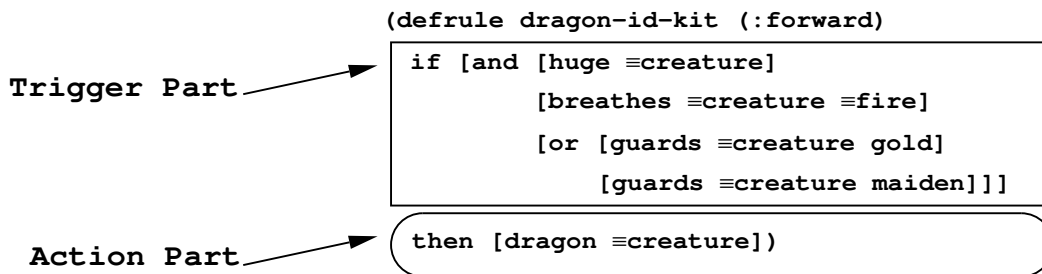 (defrule dragon-id-kit (:forward)
Trigger Part
if [and [huge ≡creature]
[breathes ≡creature ≡fire]
[or [guards ≡creature gold]
[guards ≡creature maiden]]]
Action Part
then [dragon ≡creature])